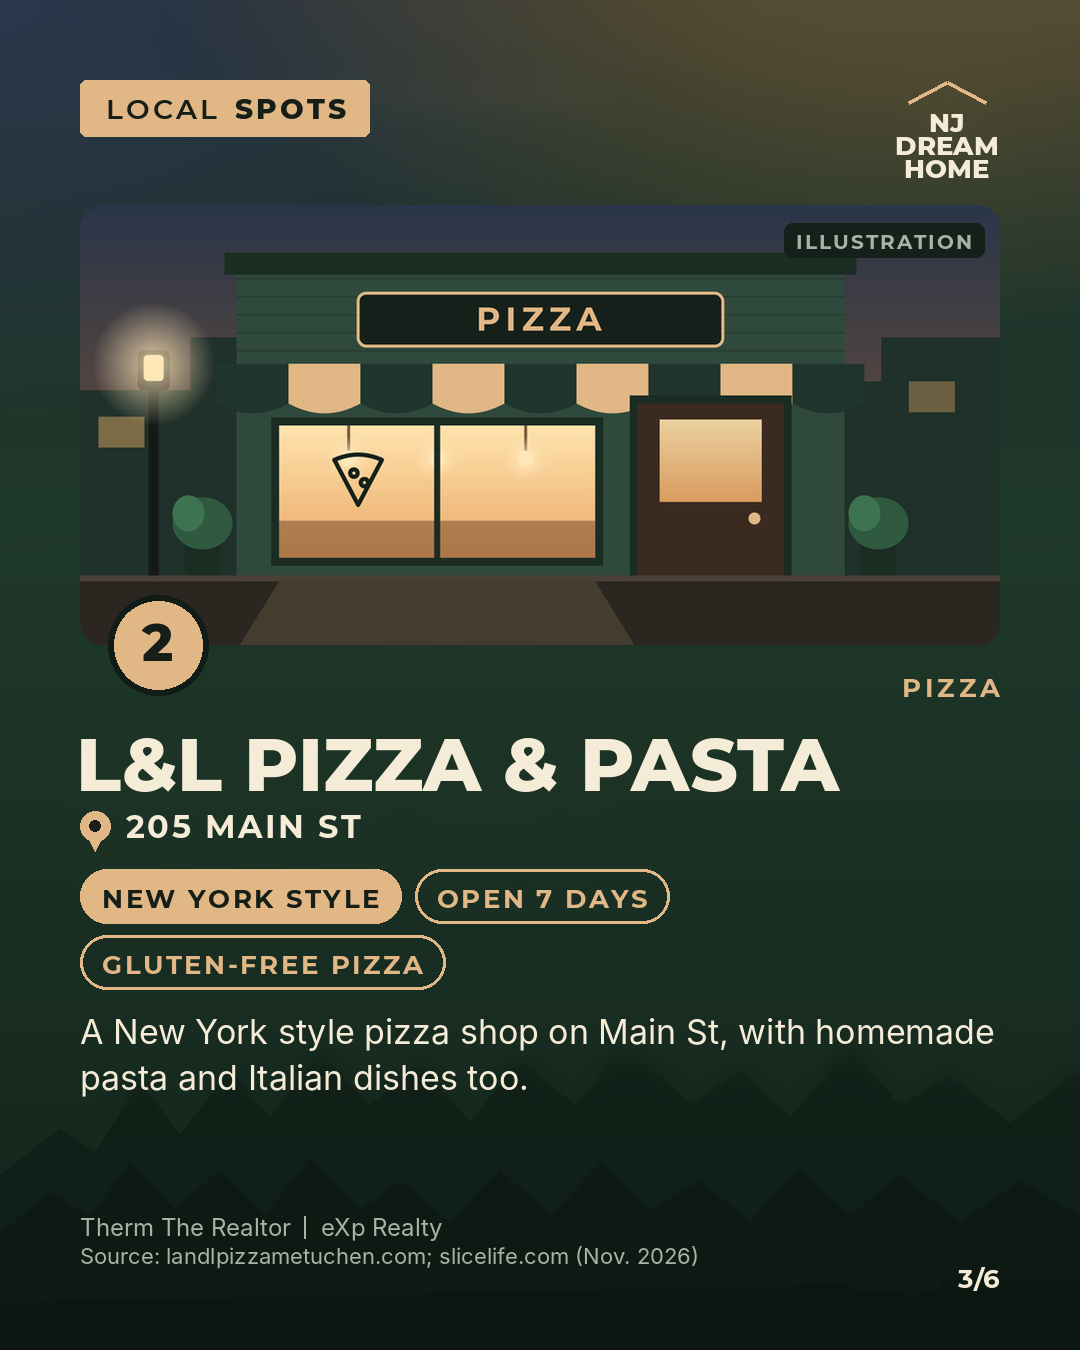 LOCAL SPOTS
NJ
DREAM
HOME
ILLUSTRATION
PIZZA
2
PIZZA
L&L PIZZA & PASTA
205 MAIN ST
NEW YORK STYLE
OPEN 7 DAYS
GLUTEN-FREE PIZZA
A New York style pizza shop on Main St, with homemade
pasta and Italian dishes too.
Therm The Realtor | eXp Realty
Source: landlpizzametuchen.com; slicelife.com (Nov. 2026)
3/6